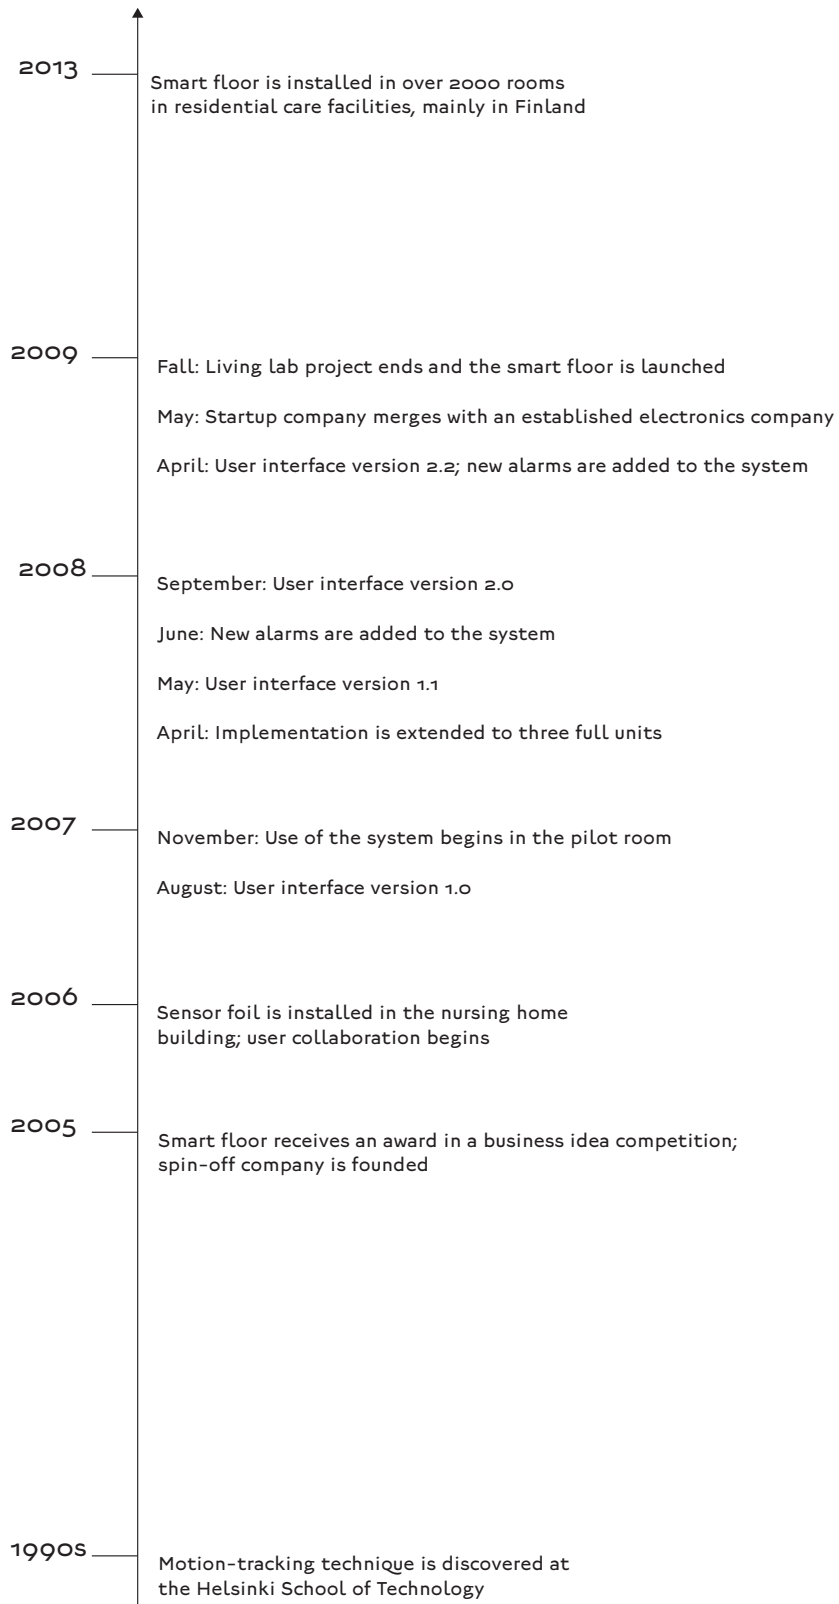 2013
Smart floor is installed in over 2000 rooms
in residential care facilities, mainly in Finland
2009
Fall: Living lab project ends and the smart floor is launched
May: Startup company merges with an established electronics company
April: User interface version 2.2; new alarms are added to the system
2008
September: User interface version 2.0
June: New alarms are added to the system
May: User interface version 1.1
April: Implementation is extended to three full units
2007
November: Use of the system begins in the pilot room
August: User interface version 1.0
2006
Sensor foil is installed in the nursing home
building; user collaboration begins
2005
Smart floor receives an award in a business idea competition;
spin-off company is founded
1990s
Motion-tracking technique is discovered at
the Helsinki School of Technology